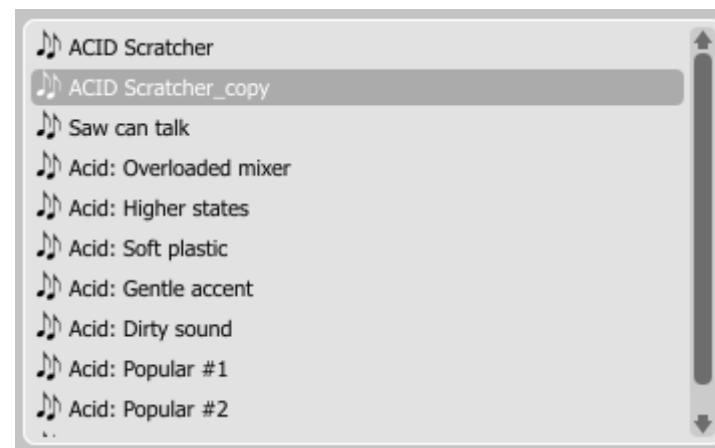 ACID Scratcher
ACID Scratcher_copy
Saw can talk
Acid: Overloaded mixer
Acid: Higher states
Acid: Soft plastic
Acid: Gentle accent
Acid: Dirty sound
Acid: Popular #1
Acid: Popular #2